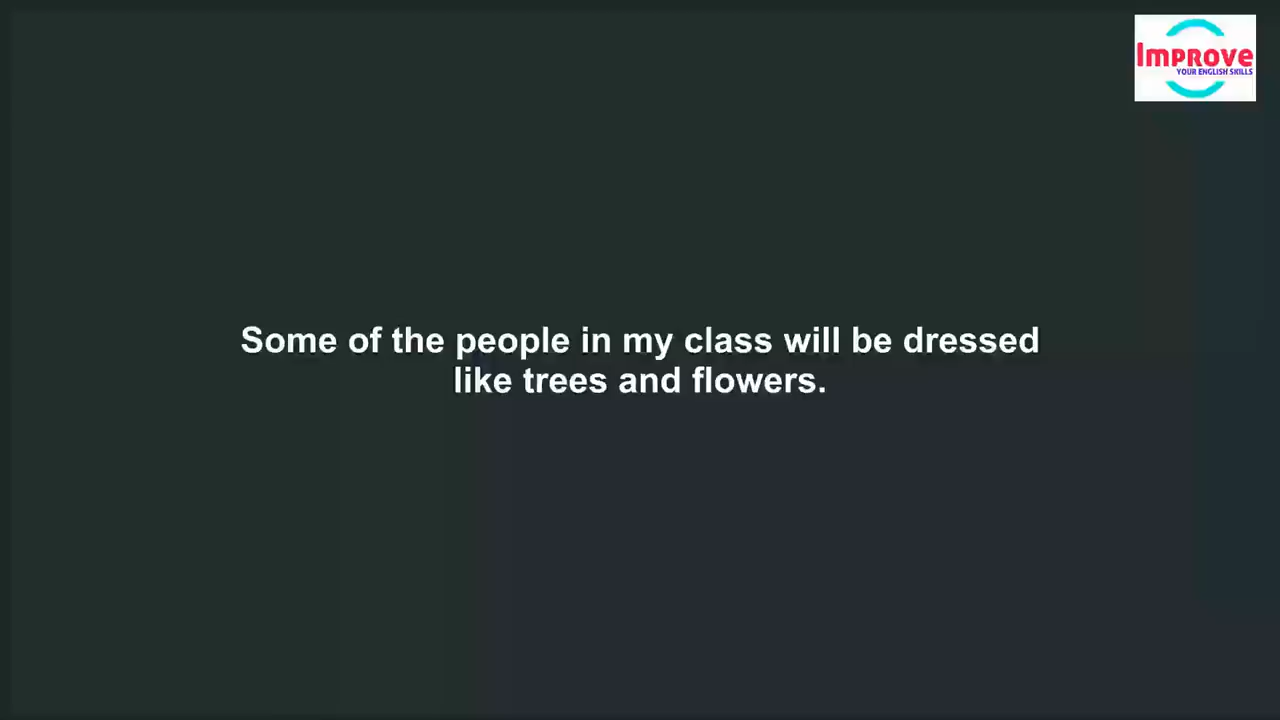 Improve
YOUR ENGLISH SKILLS
Some of the people in my class will be dressed
like trees and flowers.